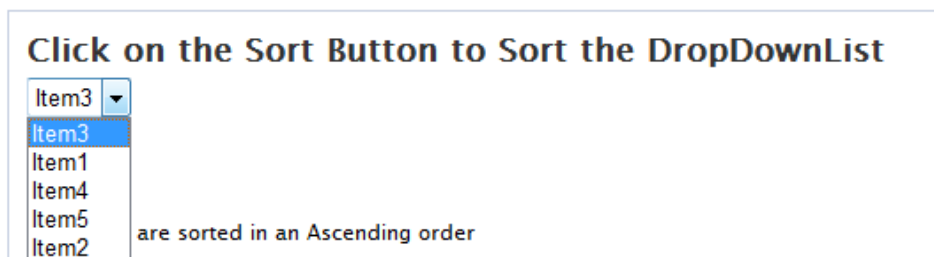 Click on the Sort Button to Sort the DropDownList
Item3
Item3
Item1
Item4
Item5
Item2
are sorted in an Ascending order